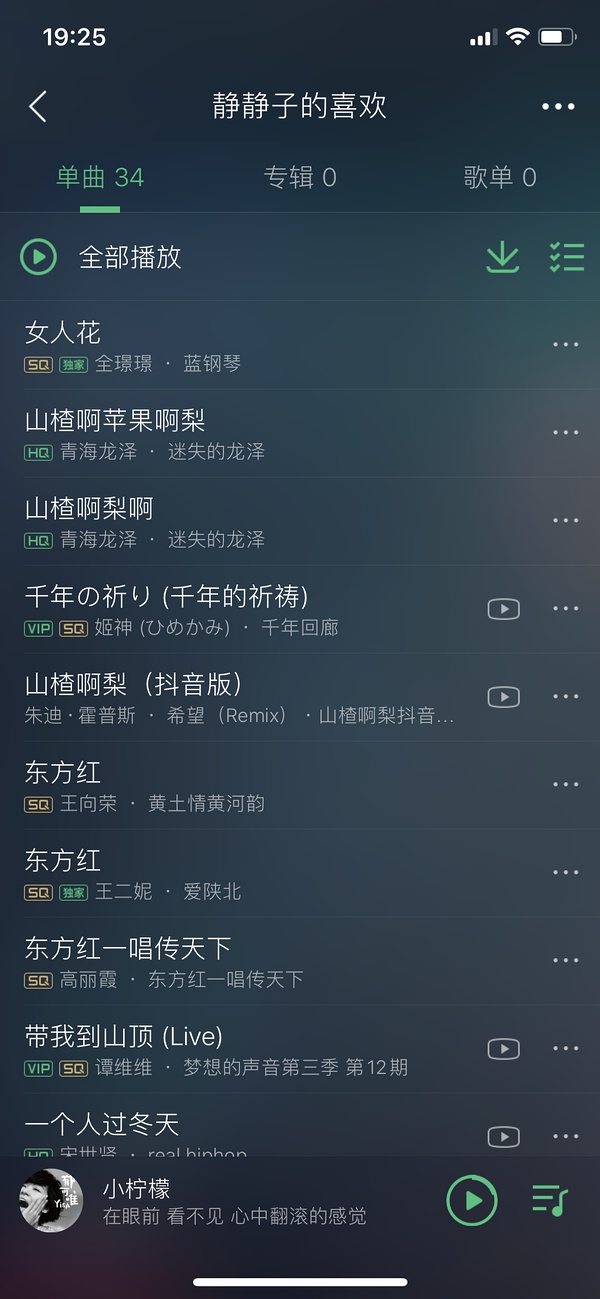 19:25
静静子的喜欢
单曲 34 专辑 0 歌单 0
全部播放
女人花
SQ 独家 全璟璟 · 蓝钢琴
山楂啊苹果啊梨
HQ 青海龙泽 · 迷失的龙泽
山楂啊梨啊
HQ 青海龙泽 · 迷失的龙泽
千年の祈り (千年的祈祷)
VIP SQ 姬神 (ひめかみ) · 千年回廊
山楂啊梨（抖音版）
朱迪·霍普斯 · 希望（Remix） · 山楂啊梨抖音...
东方红
SQ 王向荣 · 黄土情黄河韵
东方红
SQ 独家 王二妮 · 爱陕北
东方红一唱传天下
SQ 高丽霞 · 东方红一唱传天下
带我到山顶 (Live)
VIP SQ 谭维维 · 梦想的声音第三季 第12期
一个人过冬天
HQ 宋世贤 · real hiphop
小柠檬
在眼前 看不见 心中翻滚的感觉